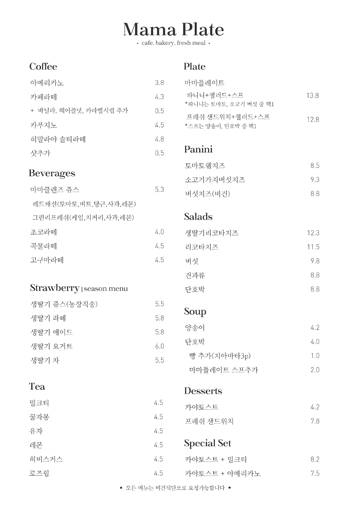 Mama Plate
• cafe, bakery, fresh meal •
Coffee
아메리카노 3.8
카페라떼 4.3
+ 바닐라, 헤이즐넛, 카라멜시럽 추가 0.5
카푸치노 4.5
히말라야 솔티라떼 4.8
샷추가 0.5
Beverages
마마클렌즈 쥬스 5.3
레드패션(토마토,비트,당근,사과,레몬)
그린리프레쉬(케일,치커리,사과,레몬)
초코라떼 4.0
곡물라떼 4.5
고구마라떼 4.5
Strawberry | season menu
생딸기 쥬스(농장직송) 5.5
생딸기 라떼 5.8
생딸기 에이드 5.8
생딸기 요거트 6.0
생딸기 차 5.5
Tea
밀크티 4.5
꿀자몽 4.5
유자 4.5
레몬 4.5
히비스커스 4.5
로즈힙 4.5
Plate
마마플레이트
파니니+샐러드+스프 13.8
*파니니는 토마토, 소고기 버섯 중 택1
프레쉬 샌드위치+샐러드+스프 12.8
*스프는 양송이, 단호박 중 택1
Panini
토마토햄치즈 8.5
소고기가지버섯치즈 9.3
버섯치즈(비건) 8.8
Salads
생딸기리코타치즈 12.3
리코타치즈 11.5
버섯 9.8
견과류 8.8
단호박 8.8
Soup
양송이 4.2
단호박 4.0
빵 추가(치아바타3p) 1.0
마마플레이트 스프추가 2.0
Desserts
카야토스트 4.2
프레쉬 샌드위치 7.8
Special Set
카야토스트 + 밀크티 8.2
카야토스트 + 아메리카노 7.5
• 모든 메뉴는 비건식단으로 요청가능합니다 •